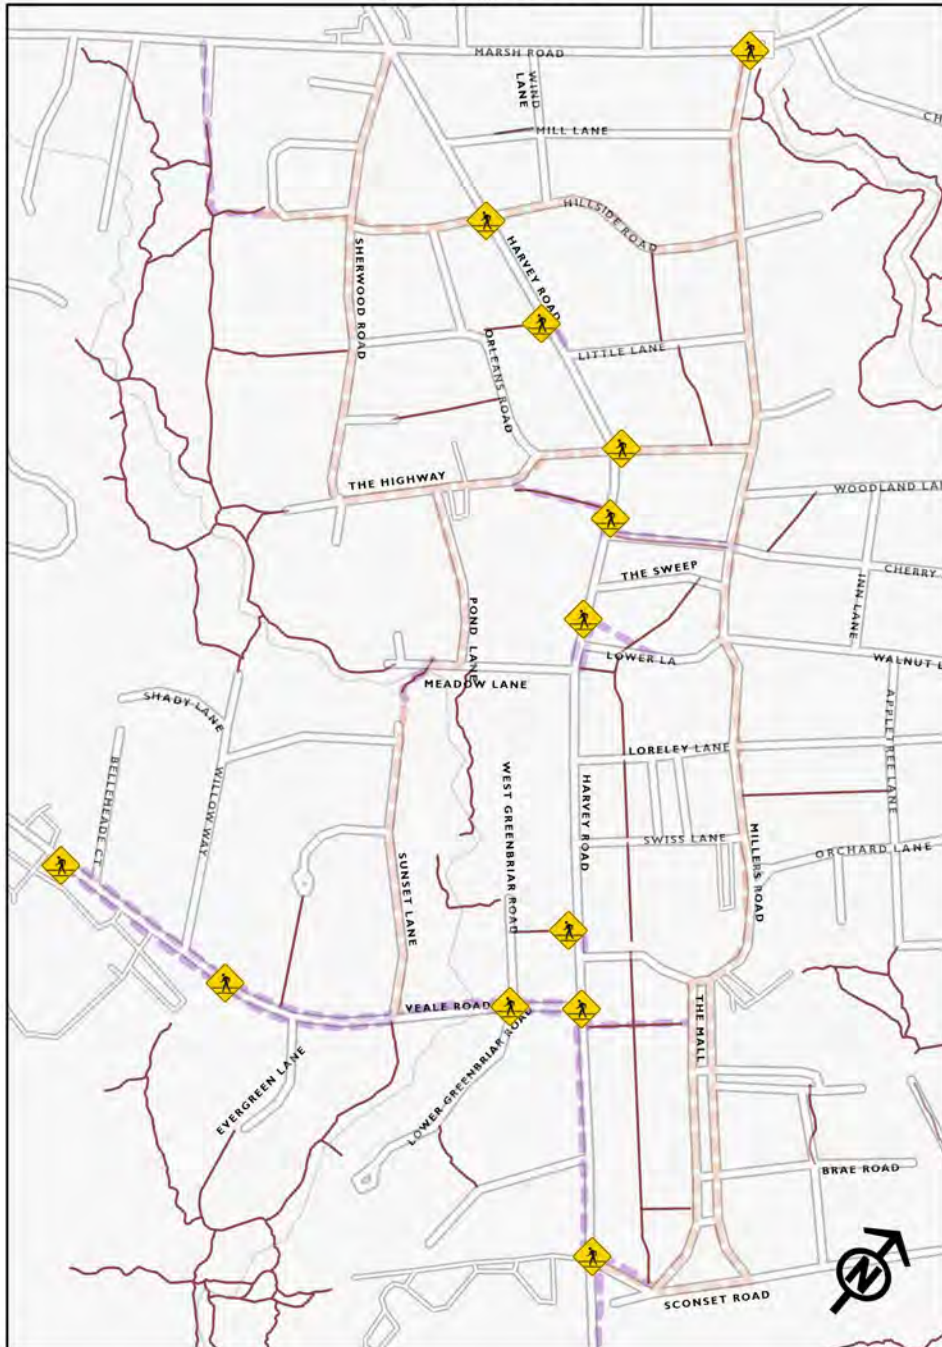 MARSH ROAD
WIND
LANE
CH
HILL LANE
HILLSIDE ROAD
SHERWOOD ROAD
HARVEY ROAD
ORLEANS ROAD
LITTLE LANE
THE HIGHWAY
WOODLAND LAN
THE SWEEP
CHERRY
INN LANE
POND LANE
LOWER LA
WALNUT L
MEADOW LANE
SHADY LANE
APPLETREE LANE
LORELEY LANE
BELLEHEADE CT
WILLOW WAY
WEST GREENBRIAR ROAD
HARVEY ROAD
SWISS LANE
MILLERS ROAD
ORCHARD LANE
SUNSET LANE
VEALE ROAD
THE MALL
EVERGREEN LANE
LOWER GREENBRIAR ROAD
BRAE ROAD
N
SCONSET ROAD